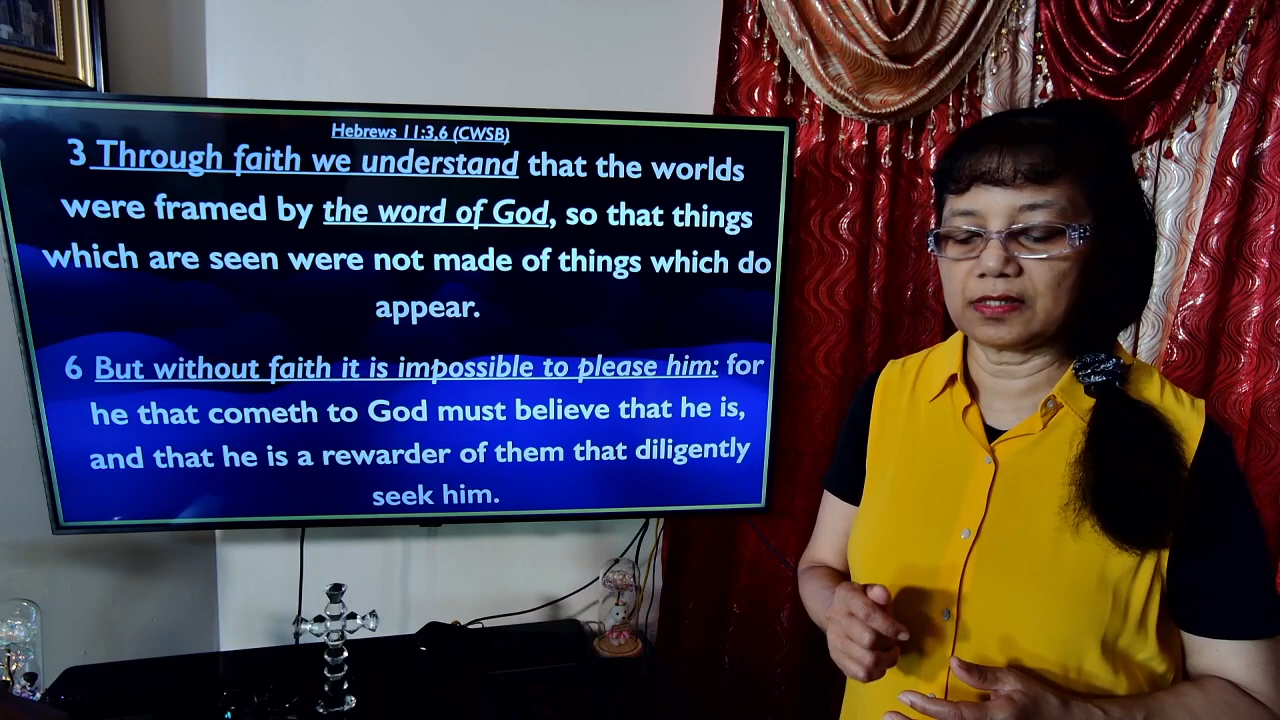 Hebrews 11:3,6 (CWSB)
3 Through faith we understand that the worlds
were framed by the word of God, so that things
which are seen were not made of things which do
appear.
6 But without faith it is impossible to please him: for
he that cometh to God must believe that he is,
and that he is a rewarder of them that diligently
seek him.